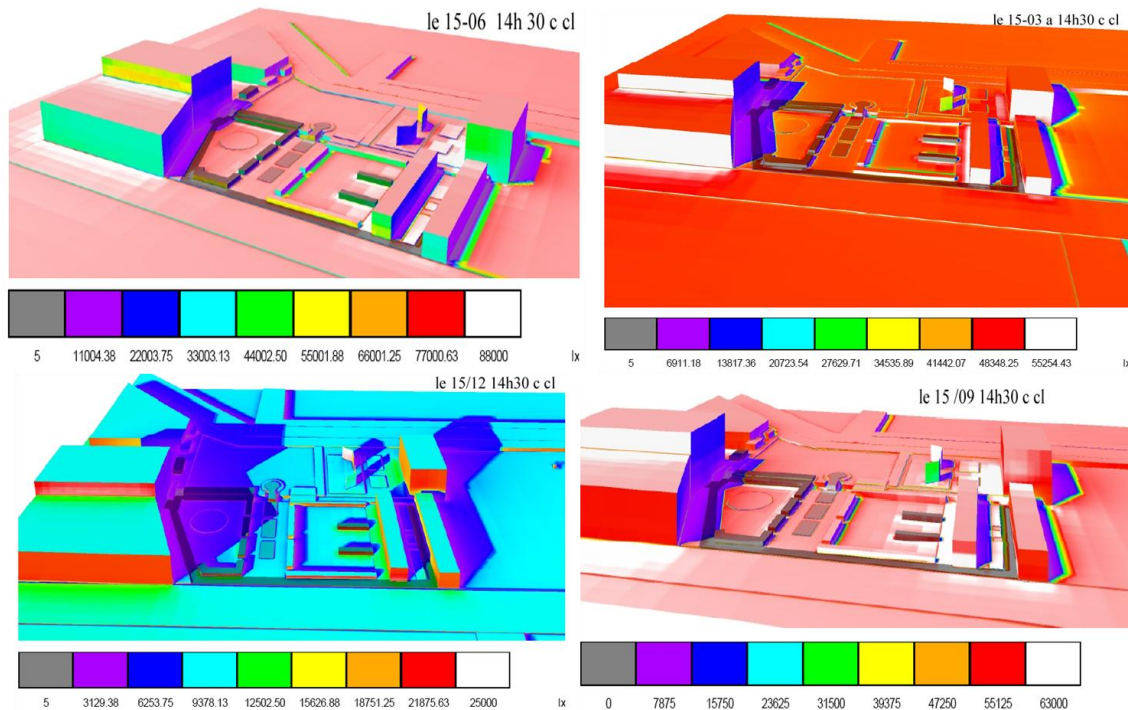 le 15-06 14h 30 c cl
le 15-03 a 14h30 c cl
5 11004.38 22003.75 33003.13 44002.50 55001.88 66001.25 77000.63 88000 lx
5 6911.18 13817.36 20723.54 27629.71 34535.89 41442.07 48348.25 55254.43 lx
le 15/12 14h30 c cl
le 15 /09 14h30 c cl
5 3129.38 6253.75 9378.13 12502.50 15626.88 18751.25 21875.63 25000 lx
0 7875 15750 23625 31500 39375 47250 55125 63000 lx